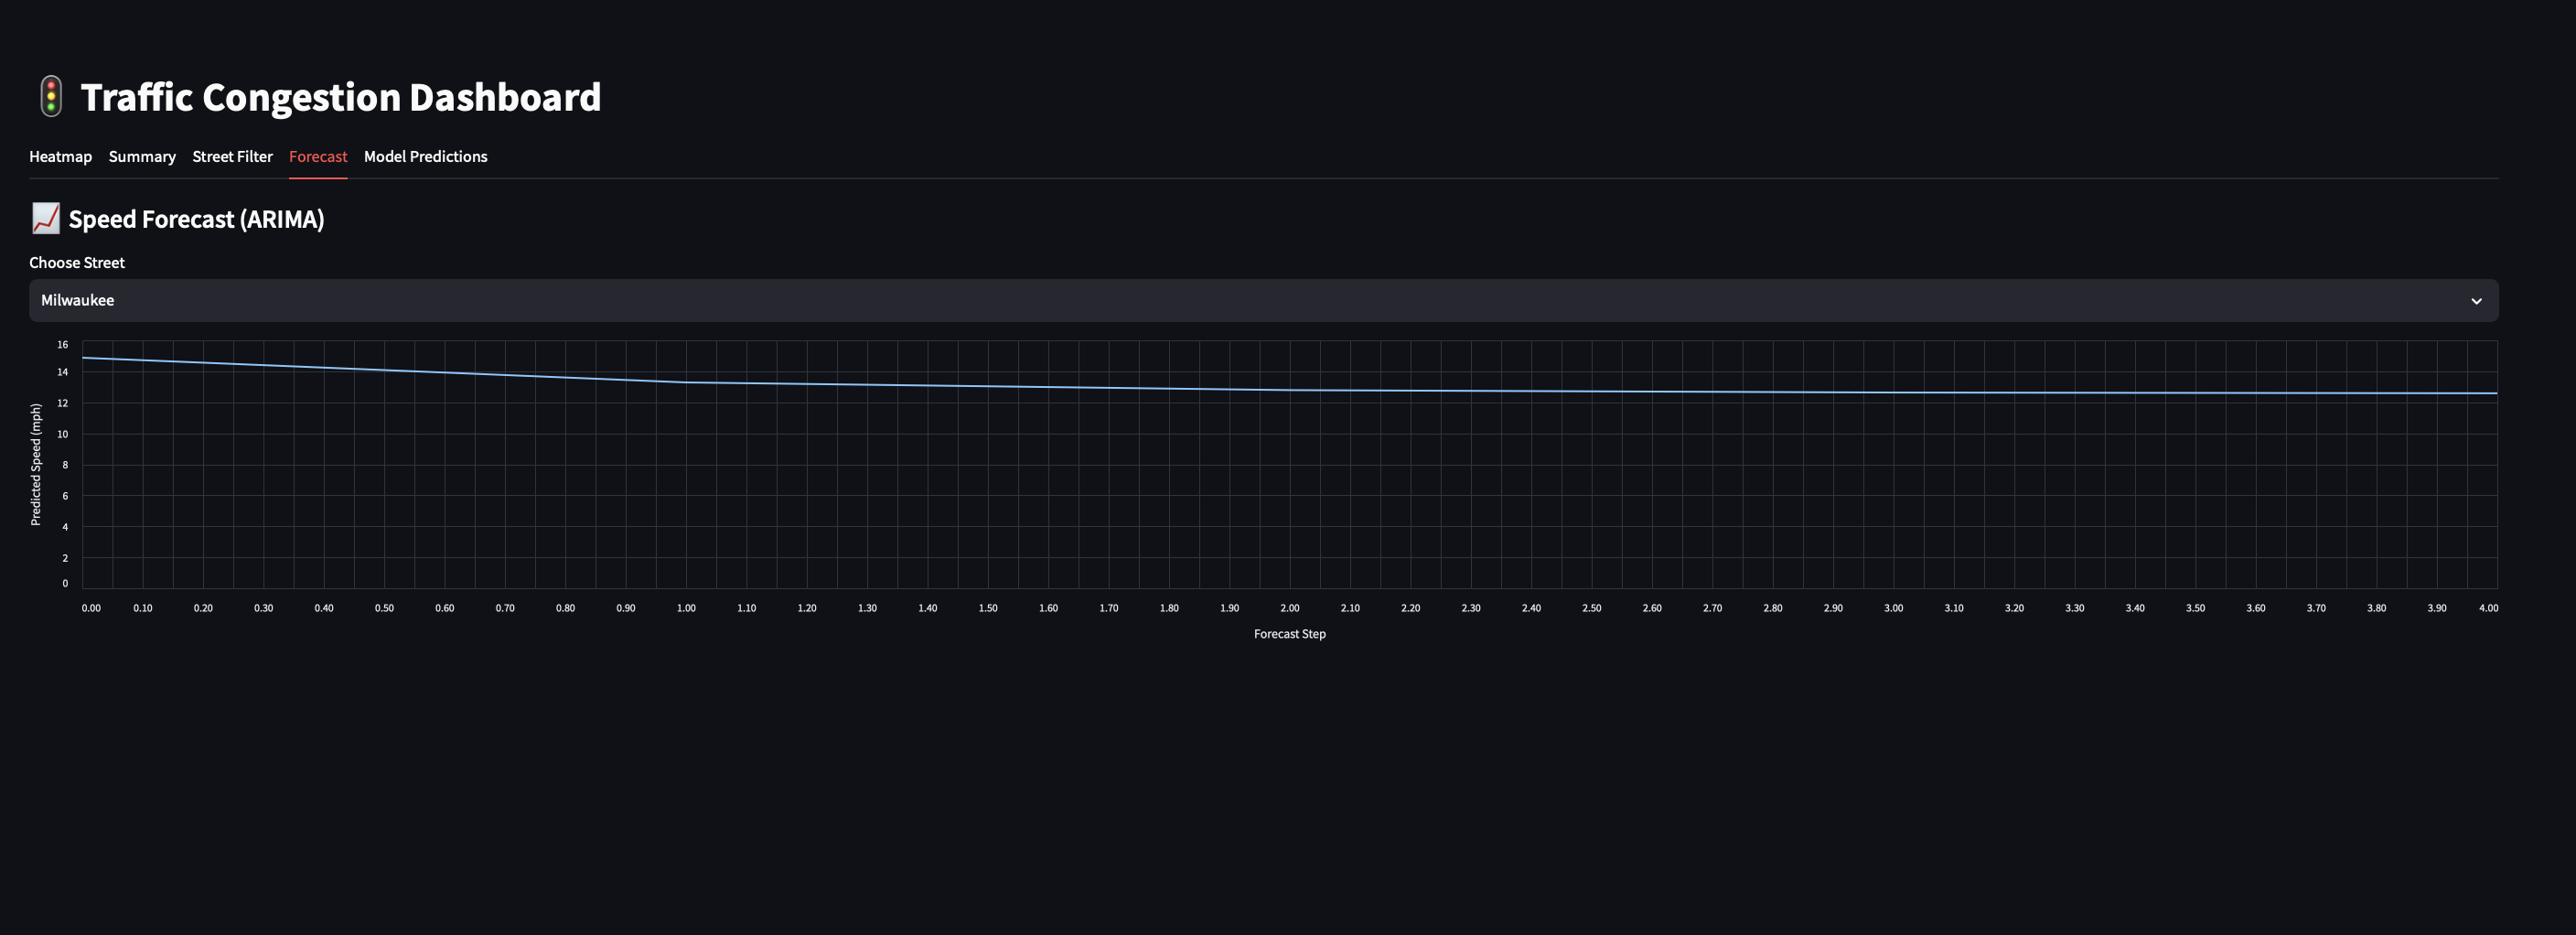 Traffic Congestion Dashboard
Heatmap Summary Street Filter Forecast Model Predictions
Speed Forecast (ARIMA)
Choose Street
Milwaukee
16
14
12
10
8
6
4
2
0
Predicted Speed (mph)
0.00 0.10 0.20 0.30 0.40 0.50 0.60 0.70 0.80 0.90 1.00 1.10 1.20 1.30 1.40 1.50 1.60 1.70 1.80 1.90 2.00 2.10 2.20 2.30 2.40 2.50 2.60 2.70 2.80 2.90 3.00 3.10 3.20 3.30 3.40 3.50 3.60 3.70 3.80 3.90 4.00
Forecast Step